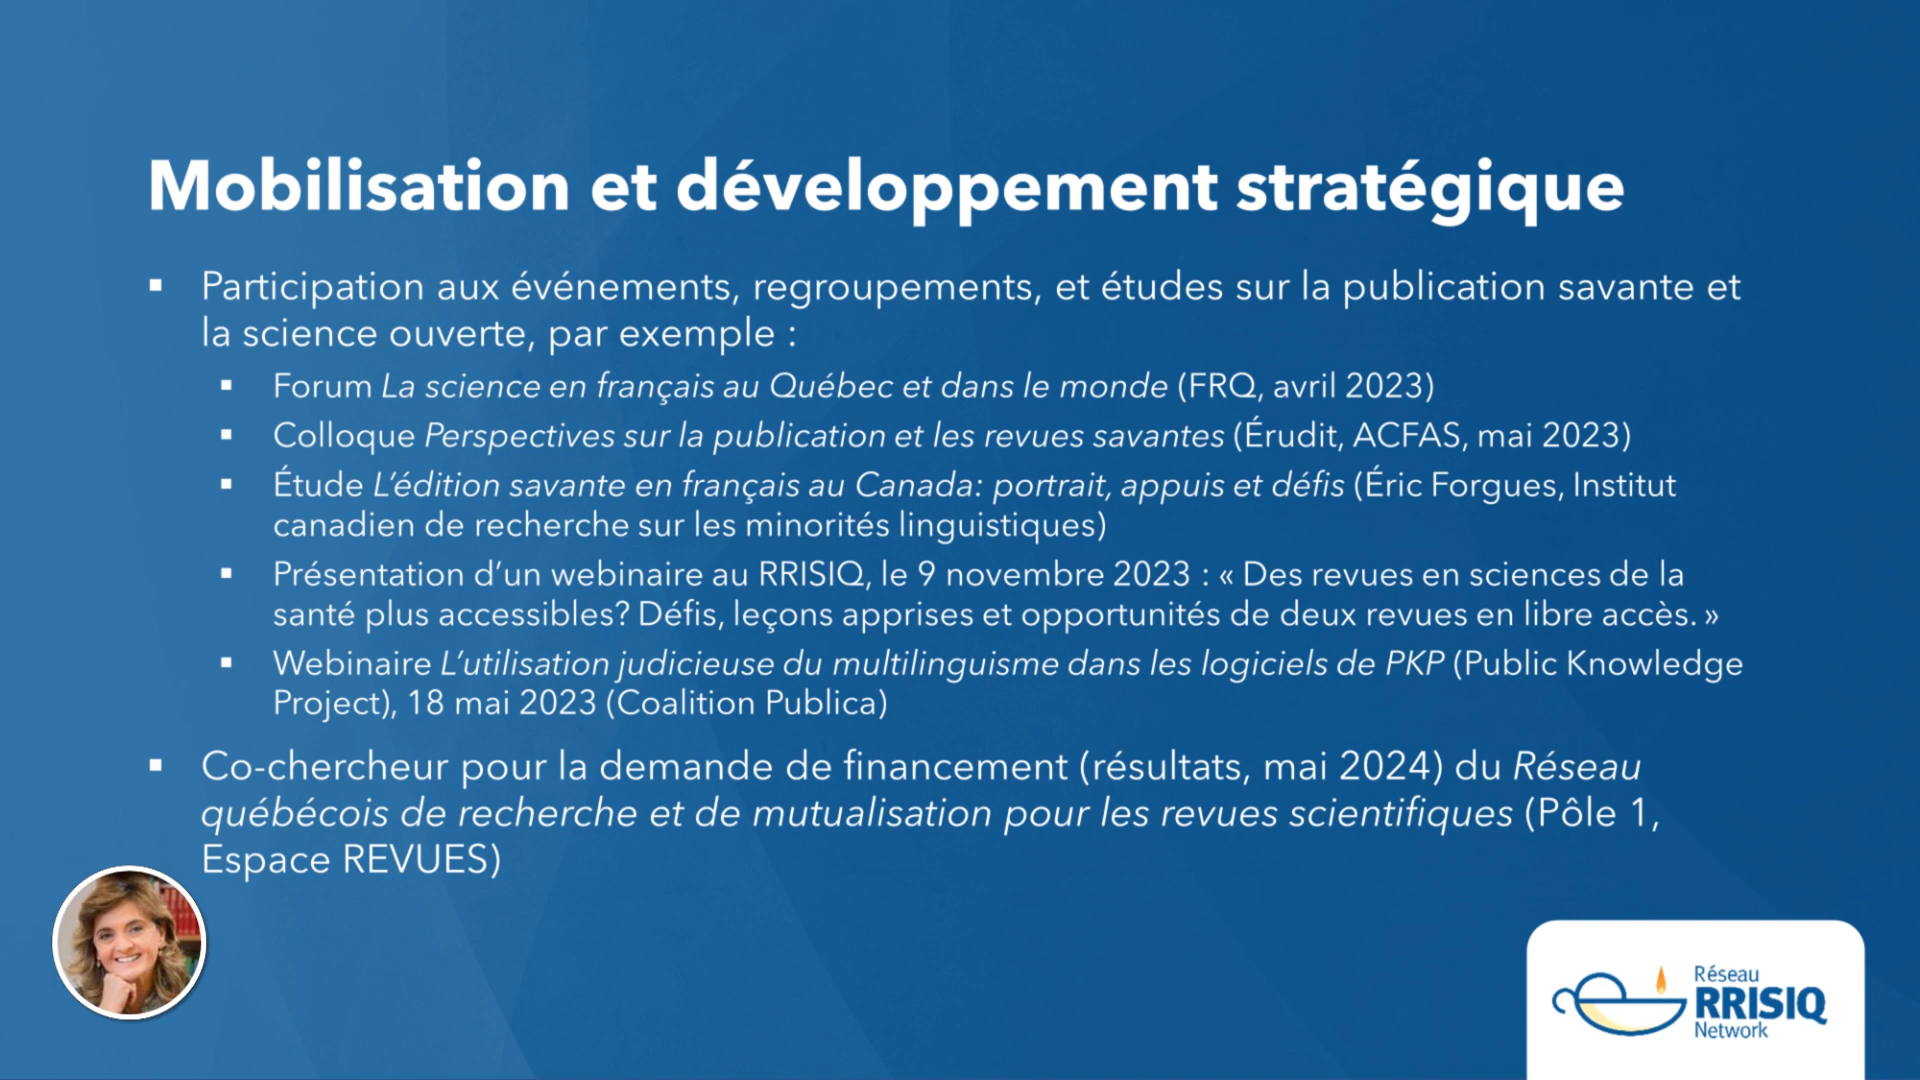 Mobilisation et développement stratégique
▪ Participation aux événements, regroupements, et études sur la publication savante et
la science ouverte, par exemple :
▪ Forum La science en français au Québec et dans le monde (FRQ, avril 2023)
▪ Colloque Perspectives sur la publication et les revues savantes (Érudit, ACFAS, mai 2023)
▪ Étude L’édition savante en français au Canada: portrait, appuis et défis (Éric Forgues, Institut
canadien de recherche sur les minorités linguistiques)
▪ Présentation d’un webinaire au RRISIQ, le 9 novembre 2023 : « Des revues en sciences de la
santé plus accessibles? Défis, leçons apprises et opportunités de deux revues en libre accès. »
▪ Webinaire L’utilisation judicieuse du multilinguisme dans les logiciels de PKP (Public Knowledge
Project), 18 mai 2023 (Coalition Publica)
▪ Co-chercheur pour la demande de financement (résultats, mai 2024) du Réseau
québécois de recherche et de mutualisation pour les revues scientifiques (Pôle 1,
Espace REVUES)
Réseau
RRISIQ
Network